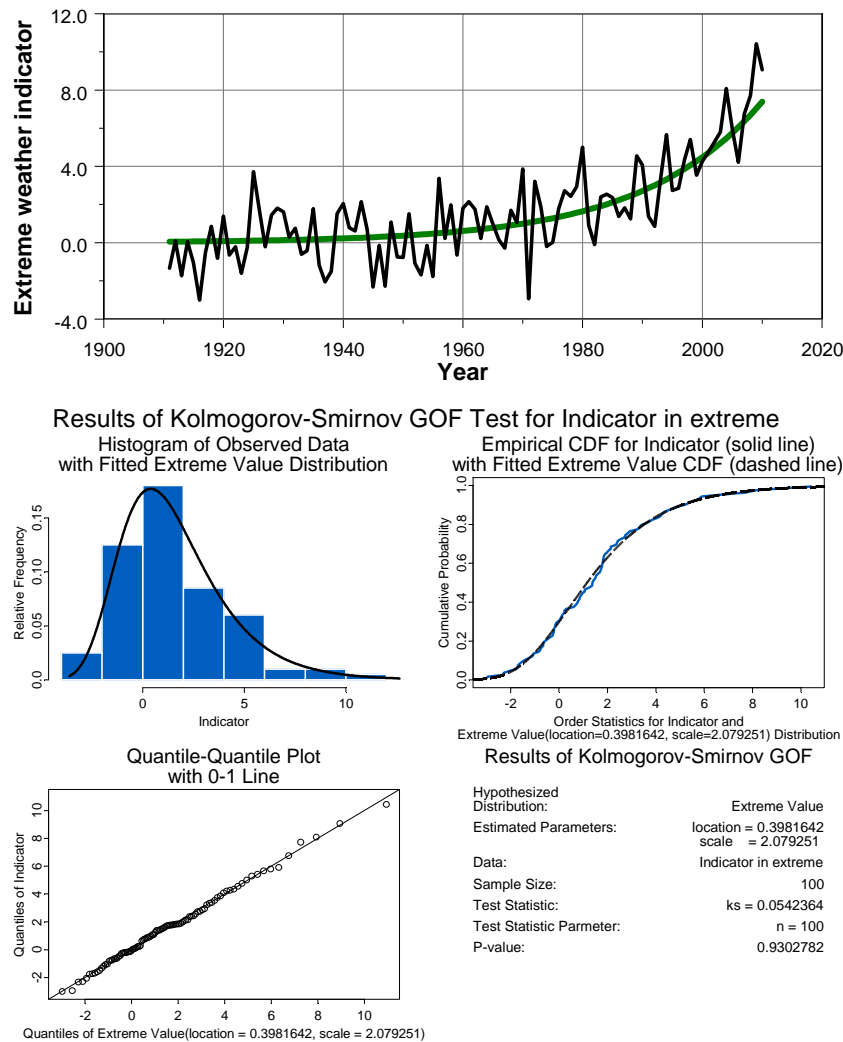 Extreme weather indicator
12.0
8.0
4.0
0.0
-4.0
1900 1920 1940 1960 1980 2000 2020
Year
Results of Kolmogorov-Smirnov GOF Test for Indicator in extreme
Histogram of Observed Data
with Fitted Extreme Value Distribution
Relative Frequency
0.15
0.10
0.05
0.0
0 5 10
Indicator
Empirical CDF for Indicator (solid line)
with Fitted Extreme Value CDF (dashed line)
Cumulative Probability
1.0
0.8
0.6
0.4
0.2
0.0
-2 0 2 4 6 8 10
Order Statistics for Indicator and
Extreme Value(location=0.3981642, scale=2.079251) Distribution
Quantile-Quantile Plot
with 0-1 Line
Quantiles of Indicator
10
8
6
4
2
0
-2
-2 0 2 4 6 8 10
Quantiles of Extreme Value(location = 0.3981642, scale = 2.079251)
Results of Kolmogorov-Smirnov GOF
Hypothesized
Distribution: Extreme Value
Estimated Parameters: location = 0.3981642
scale = 2.079251
Data: Indicator in extreme
Sample Size: 100
Test Statistic: ks = 0.0542364
Test Statistic Parmeter: n = 100
P-value: 0.9302782